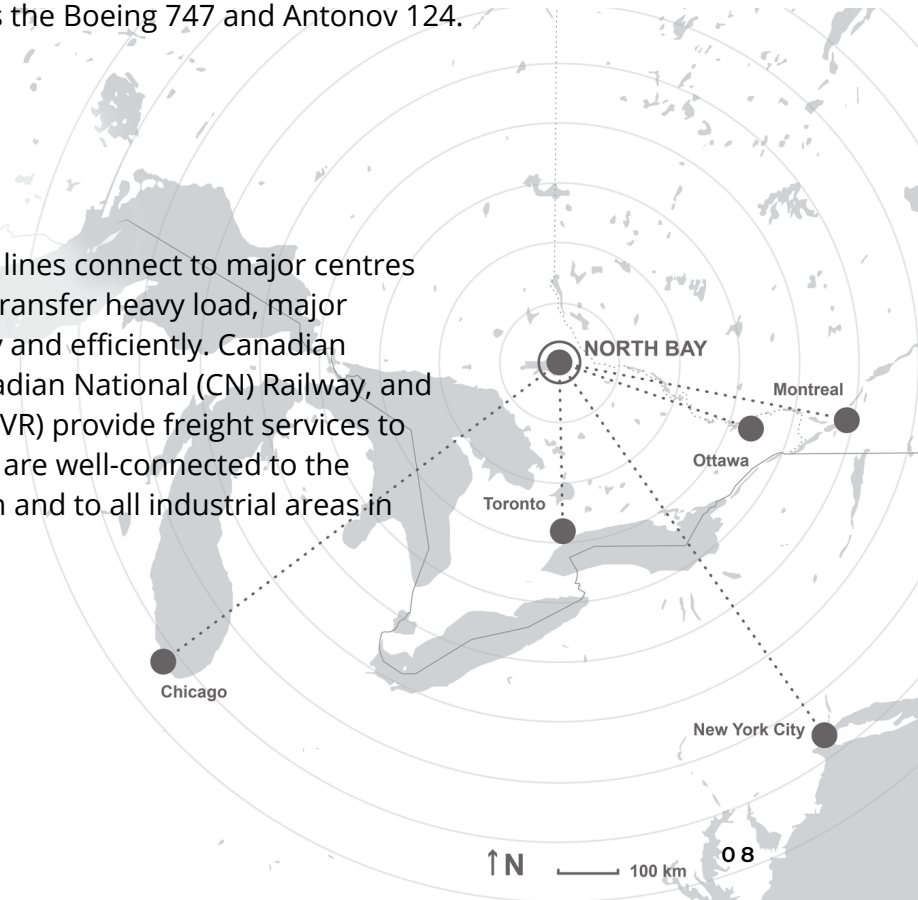 s the Boeing 747 and Antonov 124.
lines connect to major centres
ransfer heavy load, major
and efficiently. Canadian
adian National (CN) Railway, and
VR) provide freight services to
are well-connected to the
and to all industrial areas in
NORTH BAY
Montreal
Ottawa
Toronto
Chicago
New York City
↑N
100 km
08